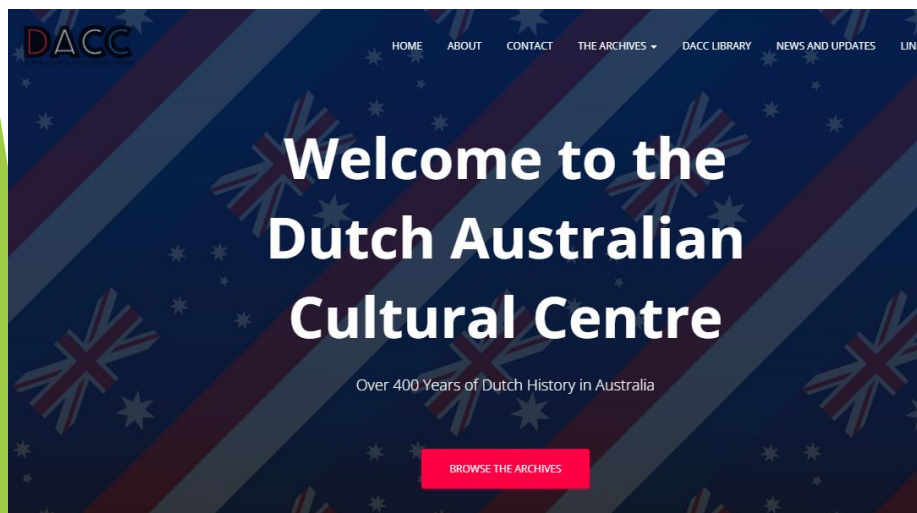 DACC
HOME ABOUT CONTACT THE ARCHIVES DACC LIBRARY NEWS AND UPDATES LIN
Welcome to the
Dutch Australian
Cultural Centre
Over 400 Years of Dutch History in Australia
BROWSE THE ARCHIVES